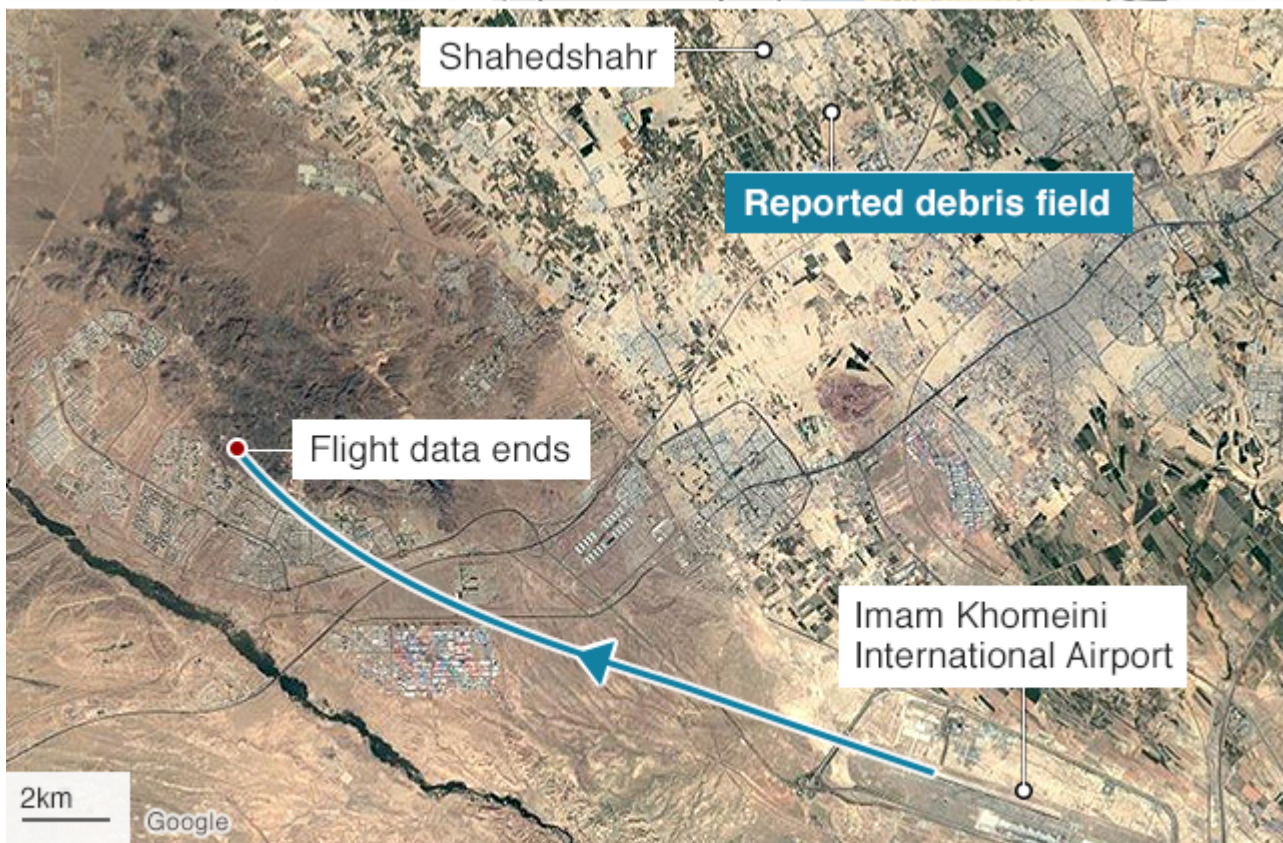 Shahedshahr
Reported debris field
Flight data ends
Imam Khomeini
International Airport
2km
Google